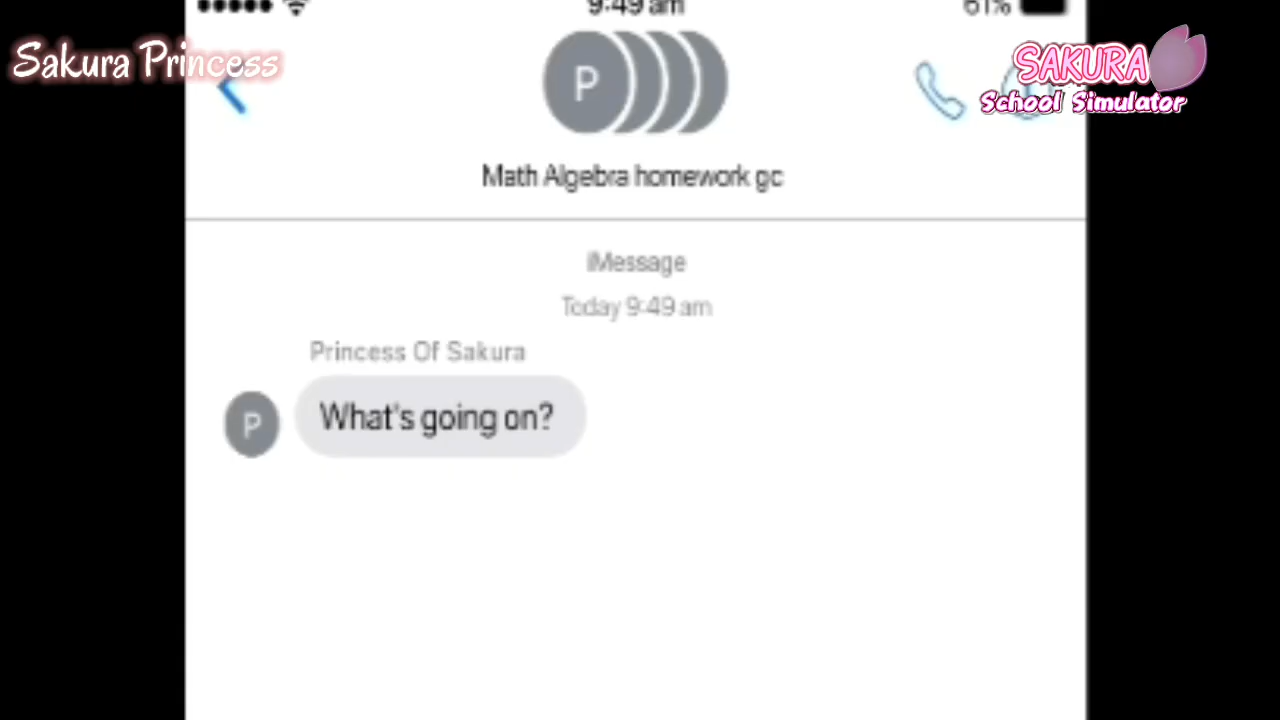 9:49 am
61%
Sakura Princess
SAKURA
School Simulator
P
Math Algebra homework gc
iMessage
Today 9:49 am
Princess Of Sakura
P
What's going on?